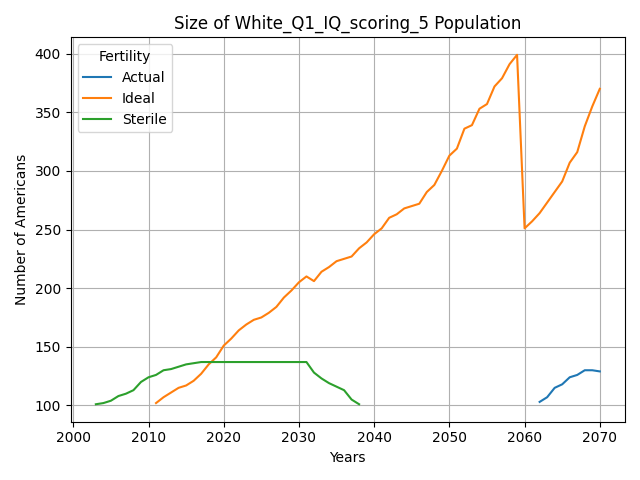 Size of White_Q1_IQ_scoring_5 Population
Number of Americans
400
350
300
250
200
150
100
Fertility
Actual
Ideal
Sterile
2000 2010 2020 2030 2040 2050 2060 2070
Years